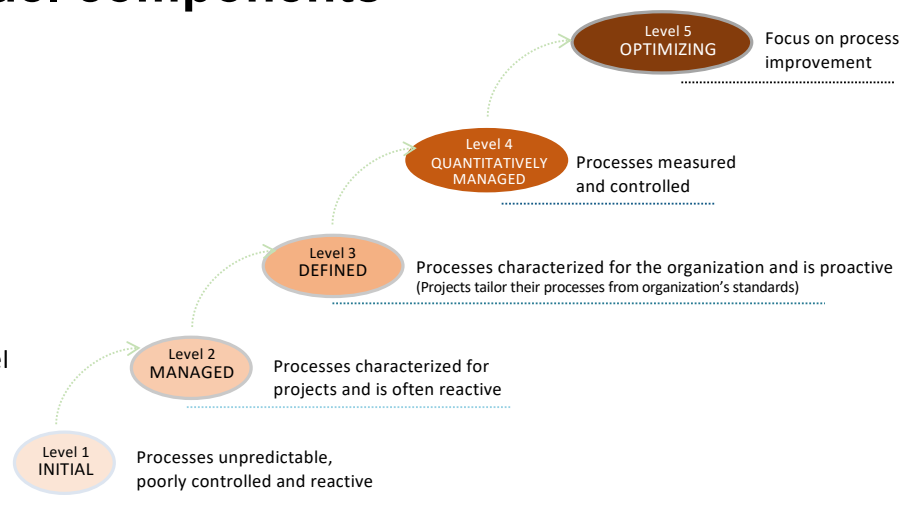 Level 5
OPTIMIZING
Focus on process
improvement
Level 4
QUANTITATIVELY
MANAGED
Processes measured
and controlled
Level 3
DEFINED
Processes characterized for the organization and is proactive
(Projects tailor their processes from organization's standards)
Level 2
MANAGED
Processes characterized for
projects and is often reactive
Level 1
INITIAL
Processes unpredictable,
poorly controlled and reactive